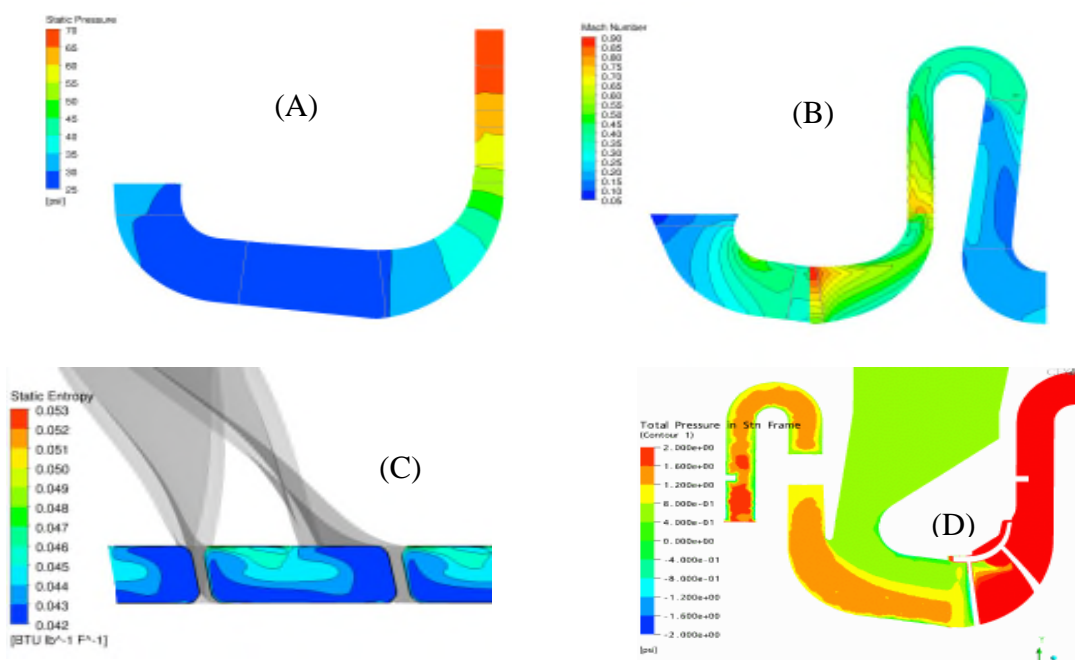 Static Pressure
70
65
60
55
50
45
40
35
30
25
[psi]
(A)
Mach Number
0.90
0.85
0.80
0.75
0.70
0.65
0.60
0.55
0.50
0.45
0.40
0.35
0.30
0.25
0.20
0.15
0.10
0.05
(B)
Static Entropy
0.053
0.052
0.051
0.050
0.049
0.048
0.047
0.046
0.045
0.044
0.043
0.042
[BTU lb^-1 F^-1]
(C)
Total Pressure in Stn Frame
(Contour 1)
2.000e+00
1.600e+00
1.200e+00
8.000e-01
4.000e-01
0.000e+00
-4.000e-01
-8.000e-01
-1.200e+00
-1.600e+00
-2.000e+00
[psi]
(D)
Y